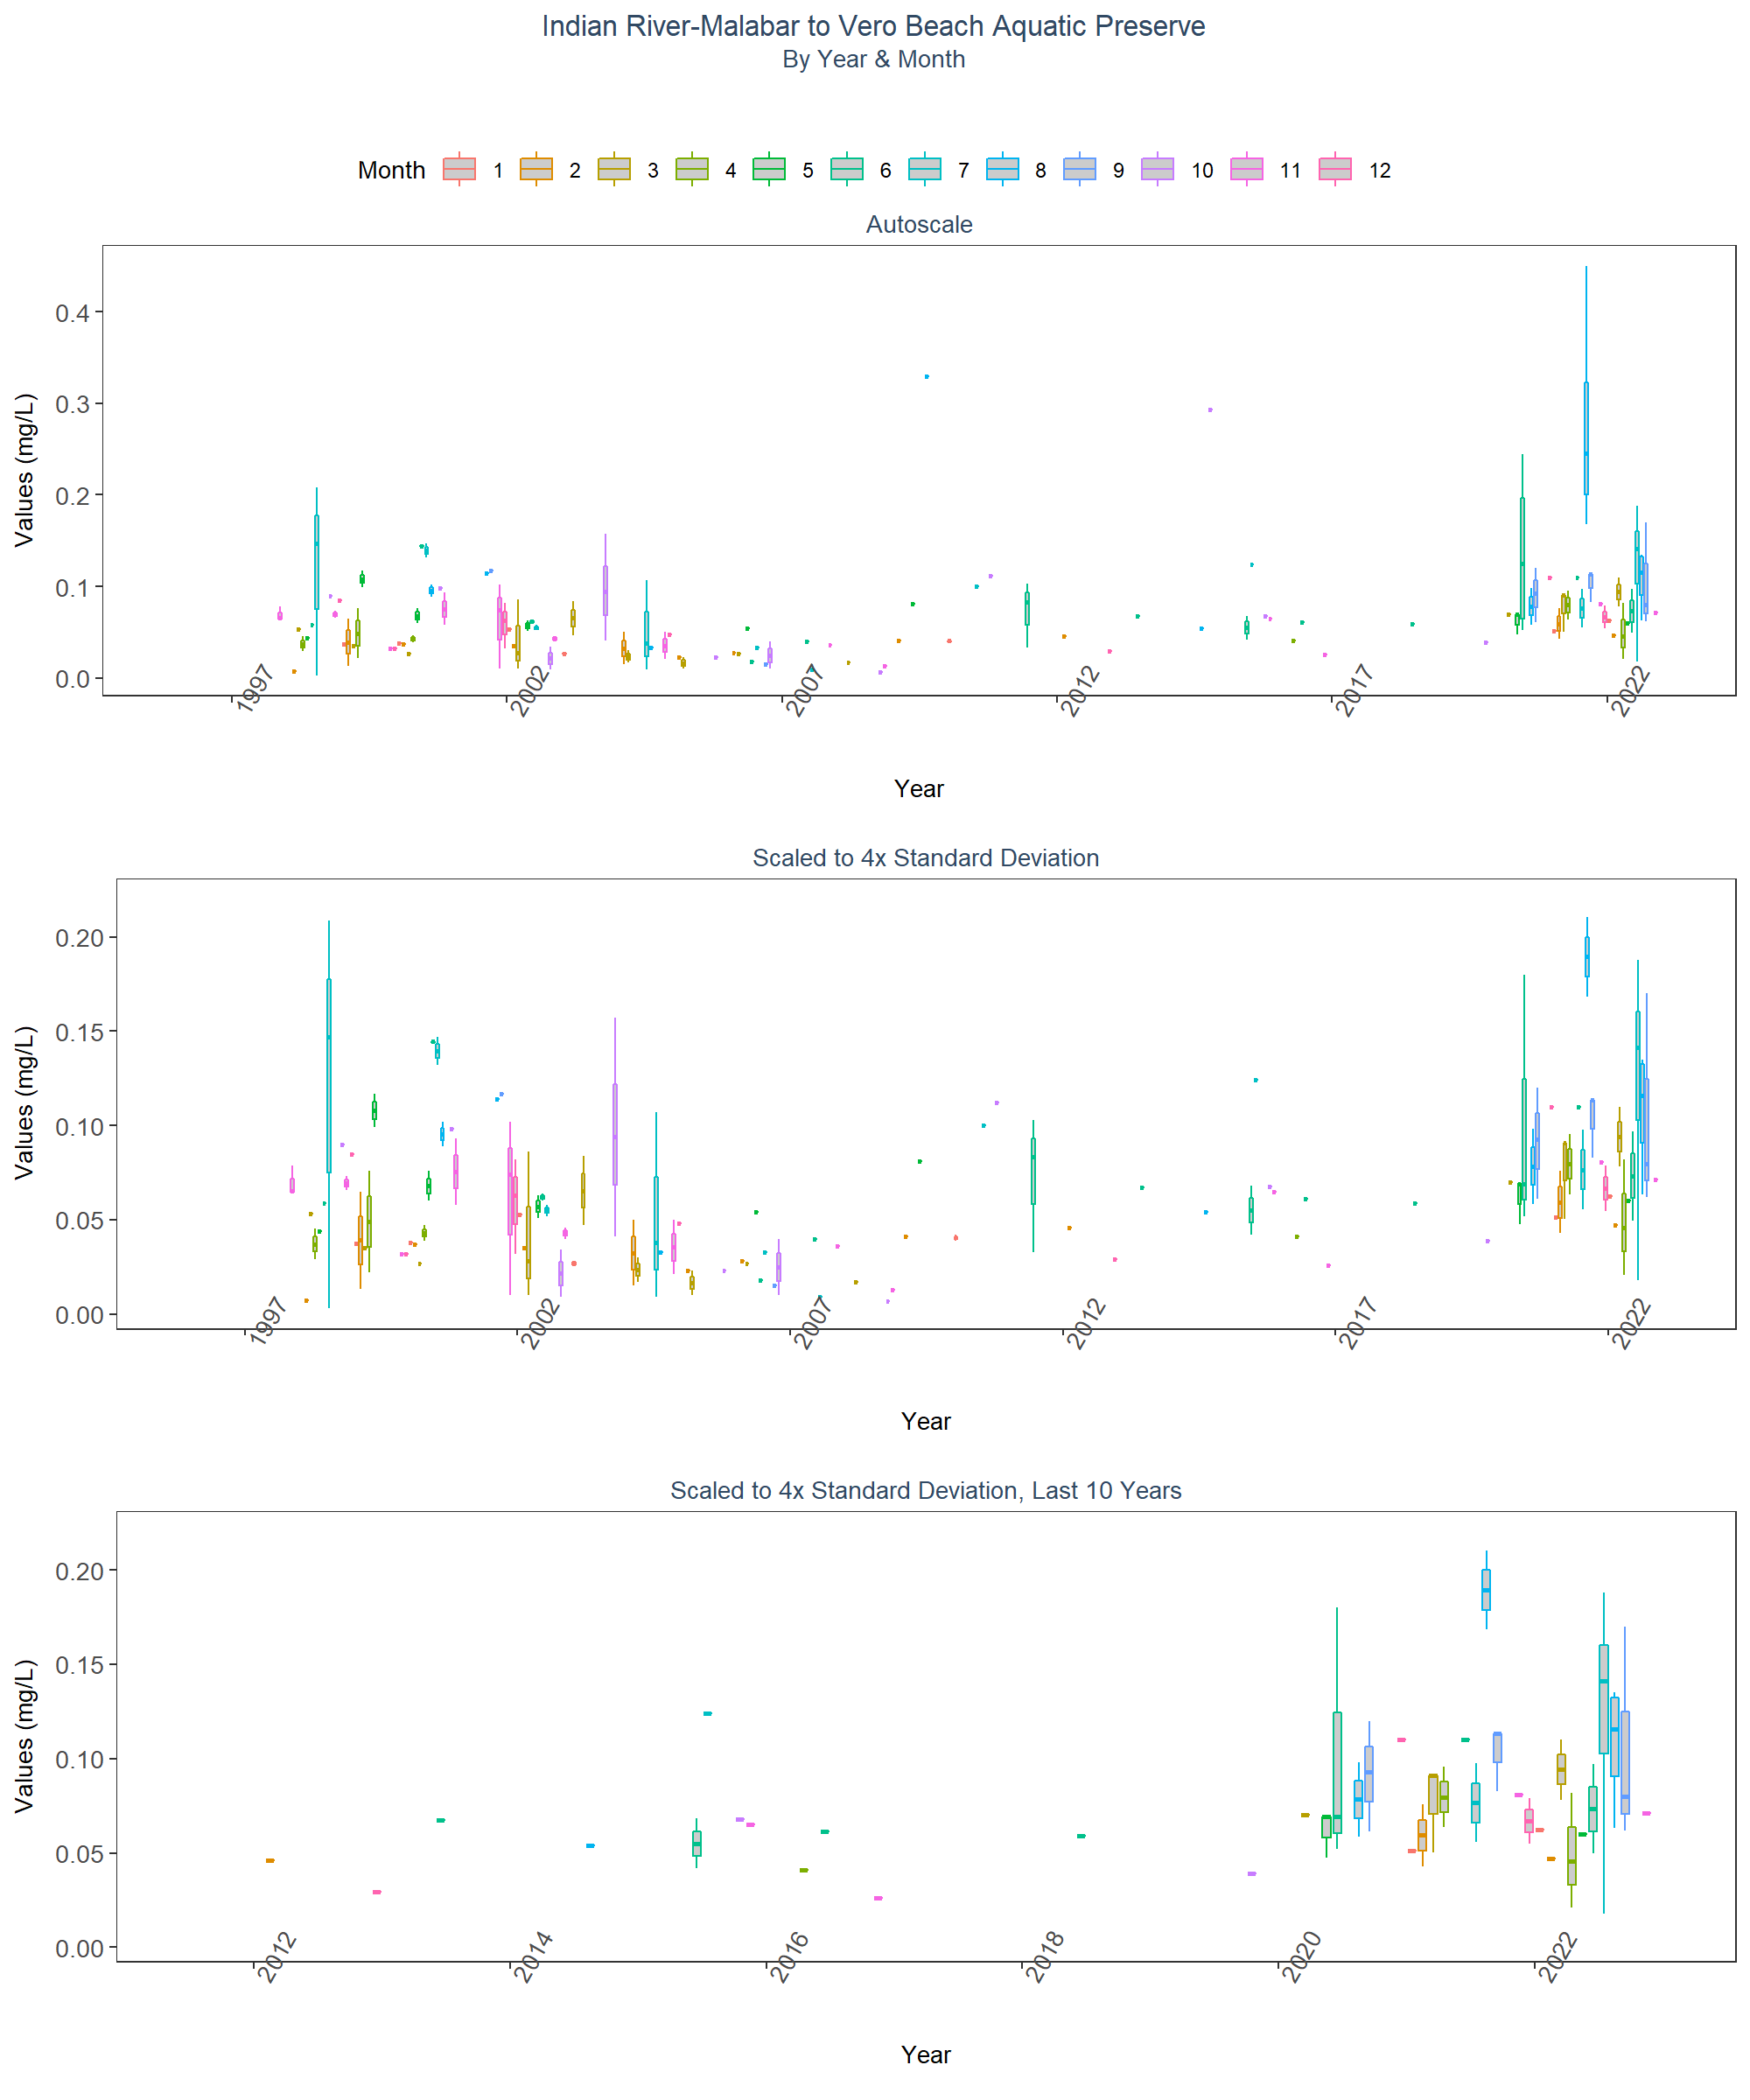 Indian River-Malabar to Vero Beach Aquatic Preserve
By Year & Month
Month 1 2 3 4 5 6 7 8 9 10 11 12
Autoscale
Values (mg/L)
0.4
0.3
0.2
0.1
0.0
1997 2002 2007 2012 2017 2022
Year
Scaled to 4x Standard Deviation
Values (mg/L)
0.20
0.15
0.10
0.05
0.00
1997 2002 2007 2012 2017 2022
Year
Scaled to 4x Standard Deviation, Last 10 Years
Values (mg/L)
0.20
0.15
0.10
0.05
0.00
2012 2014 2016 2018 2020 2022
Year